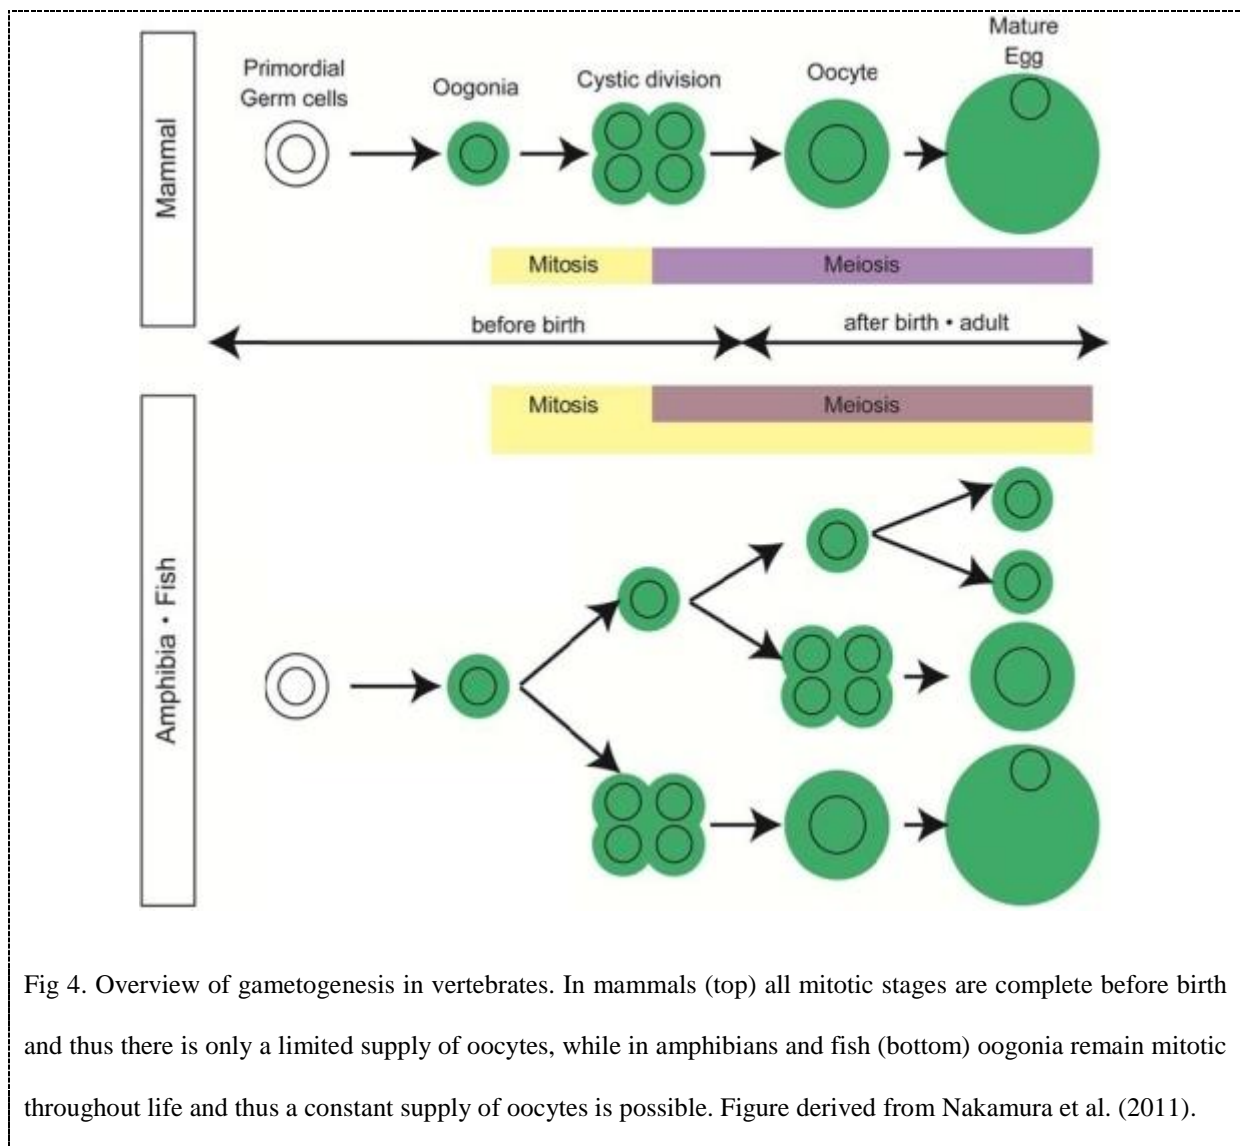 Mature
Egg
Primordial
Germ cells
Oogonia
Cystic division
Oocyte
Mammal
Mitosis
Meiosis
before birth
after birth • adult
Mitosis
Meiosis
Amphibia • Fish
Fig 4. Overview of gametogenesis in vertebrates. In mammals (top) all mitotic stages are complete before birth
and thus there is only a limited supply of oocytes, while in amphibians and fish (bottom) oogonia remain mitotic
throughout life and thus a constant supply of oocytes is possible. Figure derived from Nakamura et al. (2011).